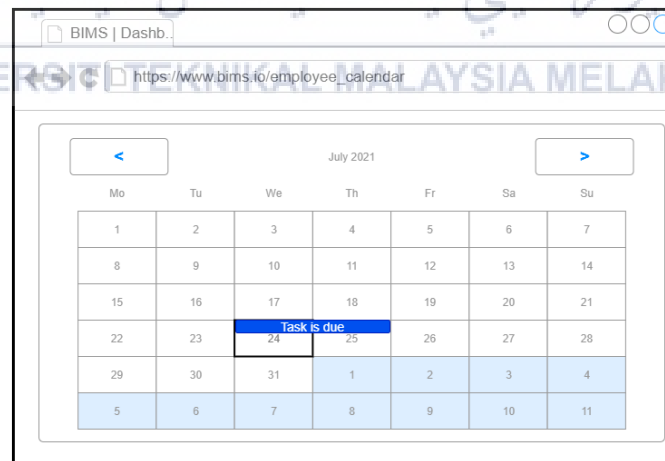 BIMS | Dashb..
https://www.bims.io/employee_calendar
ERSITI TEKNIKAL MALAYSIA MELAK
< July 2021 >
Mo Tu We Th Fr Sa Su
1 2 3 4 5 6 7
8 9 10 11 12 13 14
15 16 17 18 19 20 21
Task is due
22 23 24 25 26 27 28
29 30 31 1 2 3 4
5 6 7 8 9 10 11